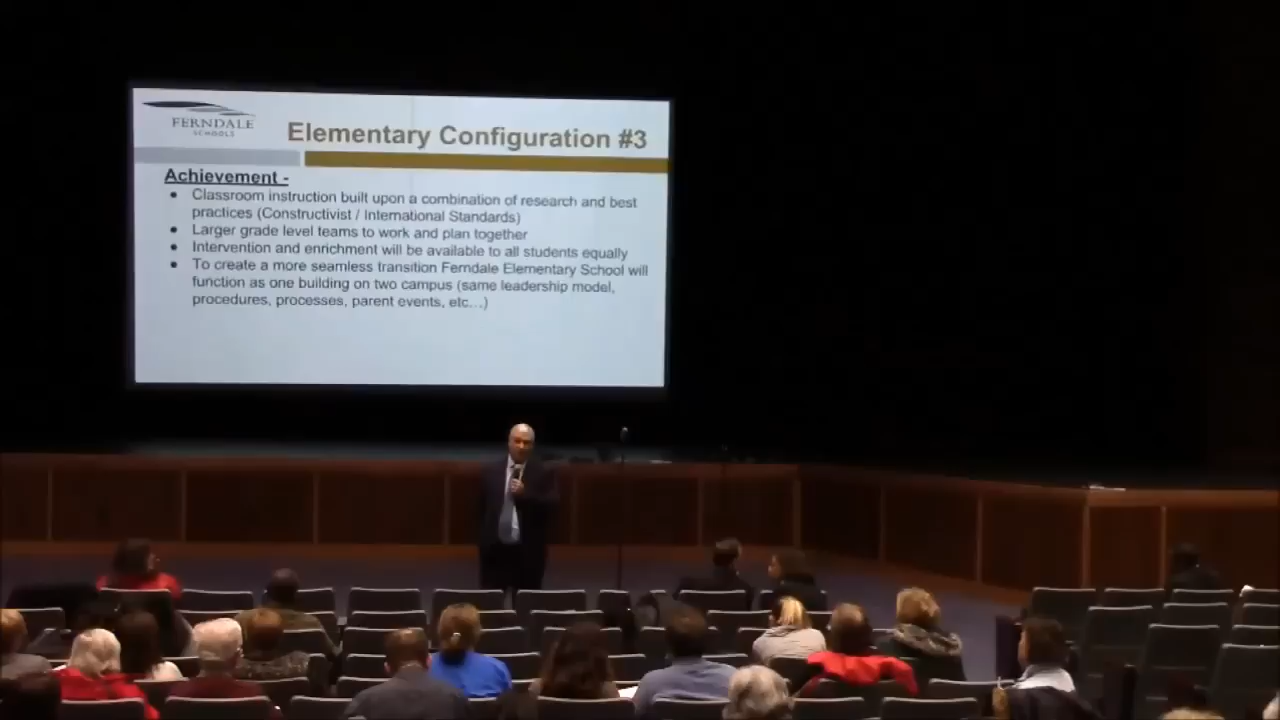 FERNDALE
SCHOOLS
Elementary Configuration #3
Achievement -
● Classroom instruction built upon a combination of research and best
practices (Constructivist / International Standards)
● Larger grade level teams to work and plan together
● Intervention and enrichment will be available to all students equally
● To create a more seamless transition Ferndale Elementary School will
function as one building on two campus (same leadership model,
procedures, processes, parent events, etc...)